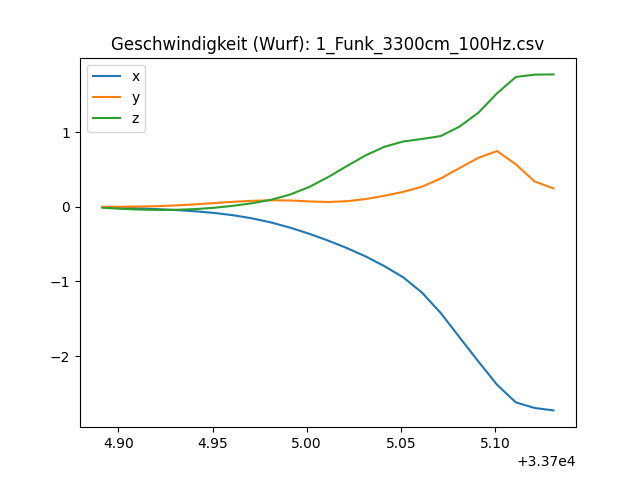 Geschwindigkeit (Wurf): 1_Funk_3300cm_100Hz.csv
x
y
z
1
0
−1
−2
4.90 4.95 5.00 5.05 5.10
+3.37e4